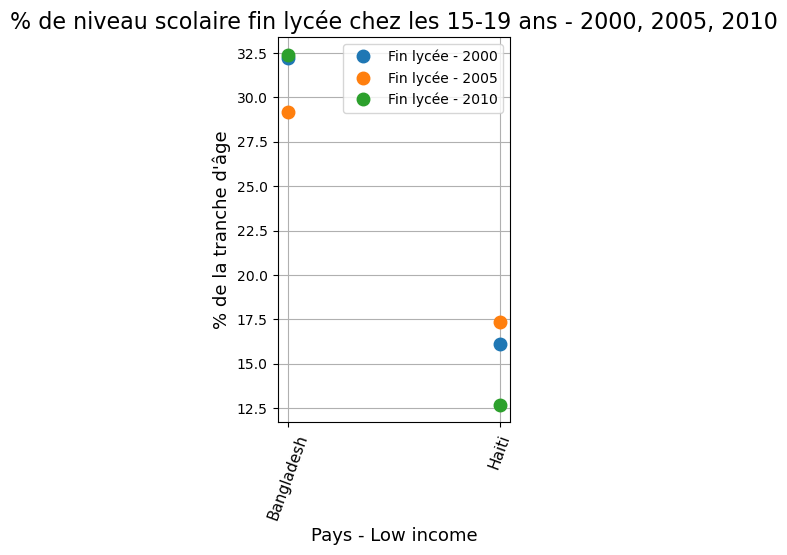 % de niveau scolaire fin lycée chez les 15-19 ans - 2000, 2005, 2010
Fin lycée - 2000
Fin lycée - 2005
Fin lycée - 2010
% de la tranche d'âge
32.5
30.0
27.5
25.0
22.5
20.0
17.5
15.0
12.5
Bangladesh
Haiti
Pays - Low income